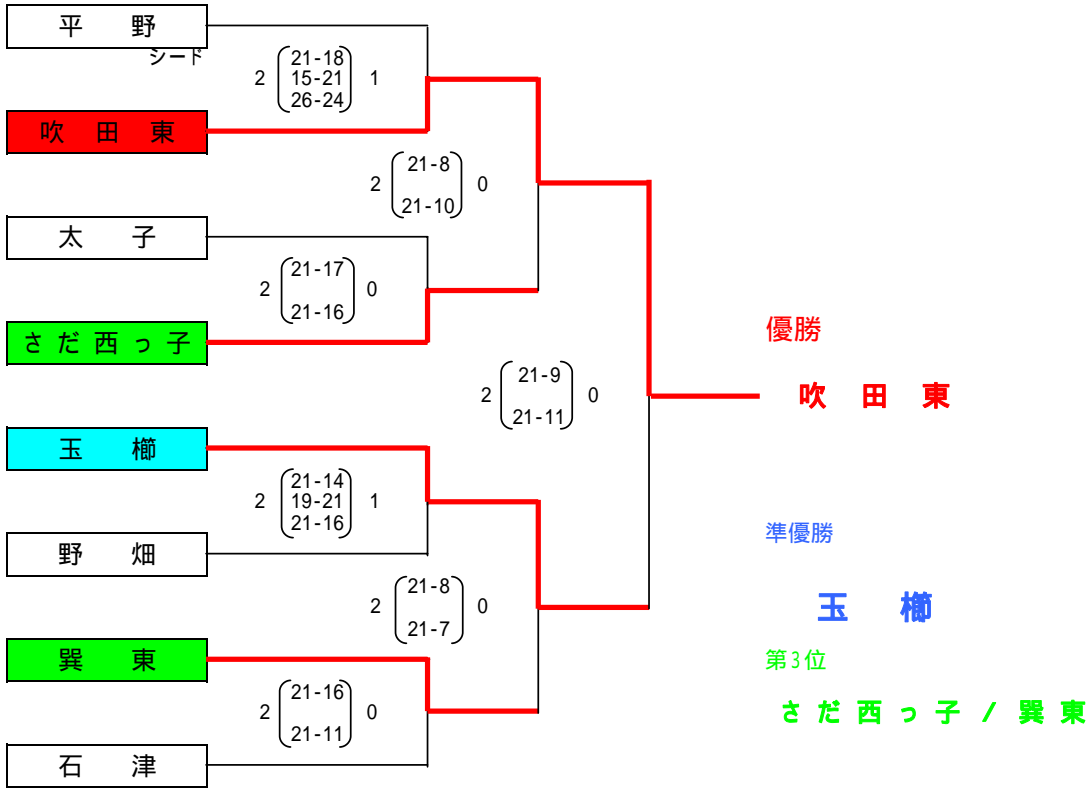 平 野
シード
2 21-18 1
15-21
26-24
吹 田 東
2 21-8 0
21-10
太 子
2 21-17 0
21-16
さ だ 西 っ 子
優勝
吹 田 東
2 21-9 0
21-11
玉 櫛
2 21-14 1
19-21
21-16
準優勝
野 畑
玉 櫛
2 21-8 0
21-7
巽 東
第3位
さ だ 西 っ 子 / 巽 東
2 21-16 0
21-11
石 津